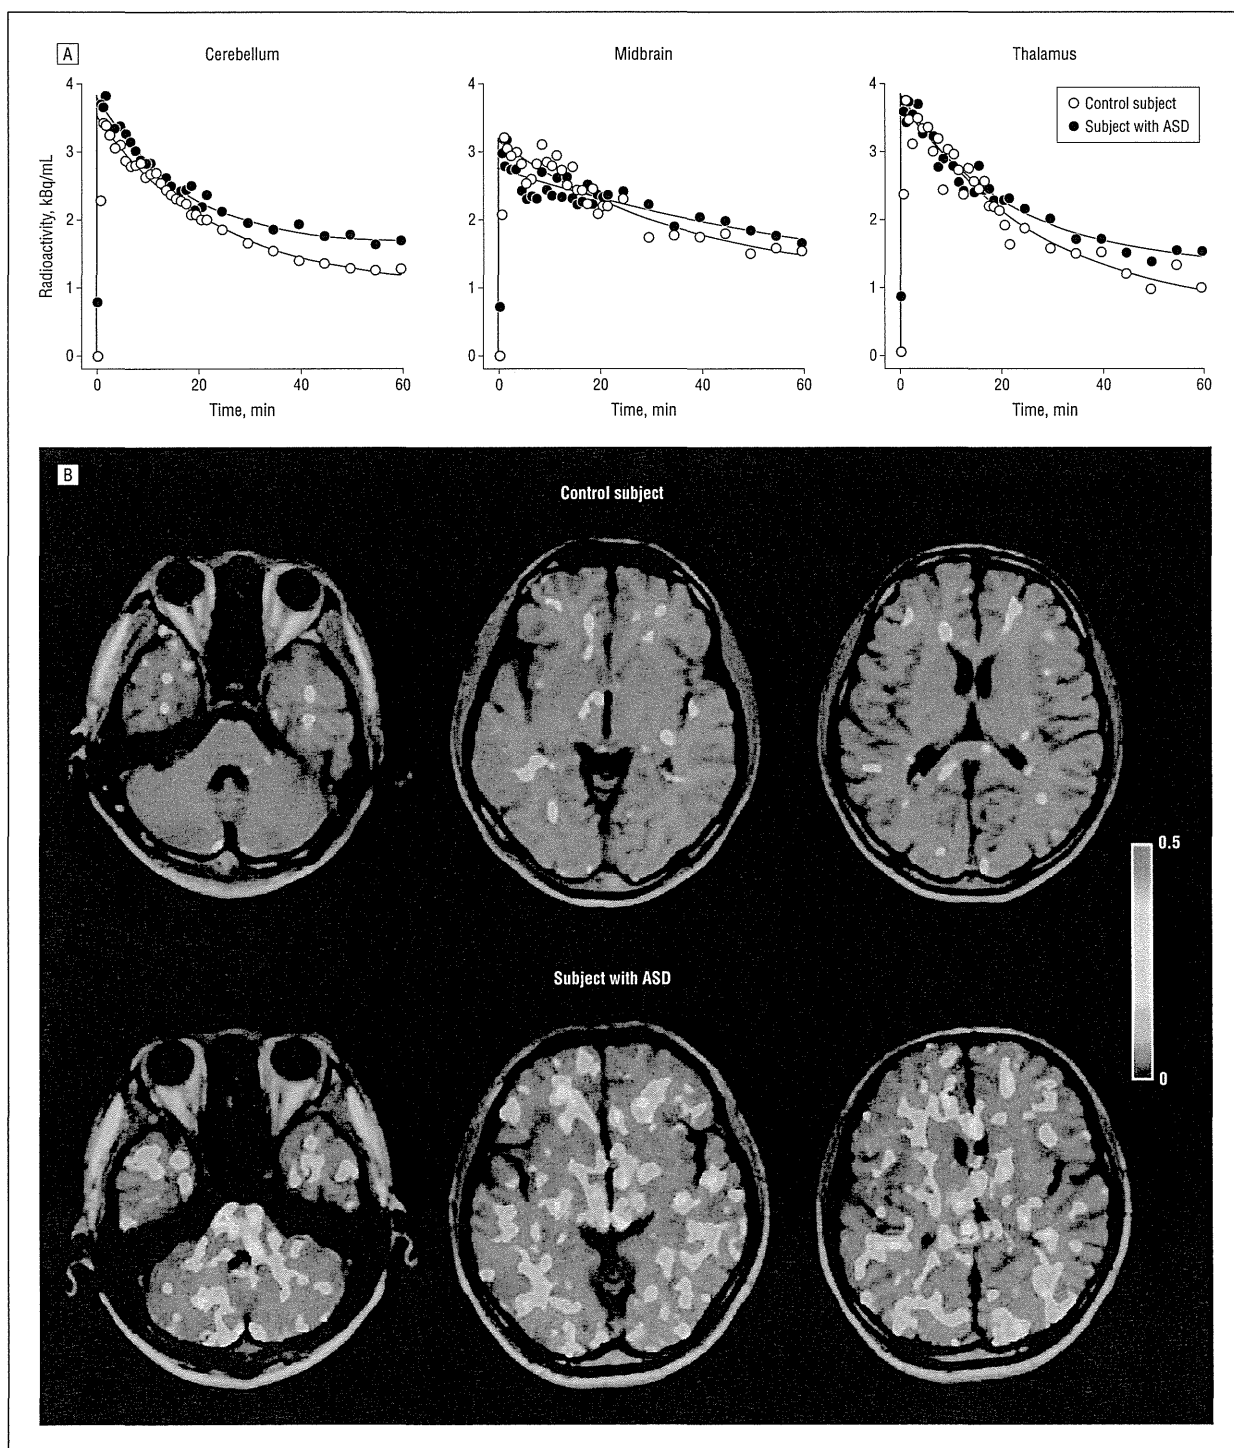 A
Cerebellum
Midbrain
Thalamus
4
3
2
1
0
Radioactivity, kBq/mL
0
20
40
60
Time, min
4
3
2
1
0
0
20
40
60
Time, min
4
3
2
1
0
0
20
40
60
Time, min
Control subject
Subject with ASD
B
Control subject
0.5
0
Subject with ASD